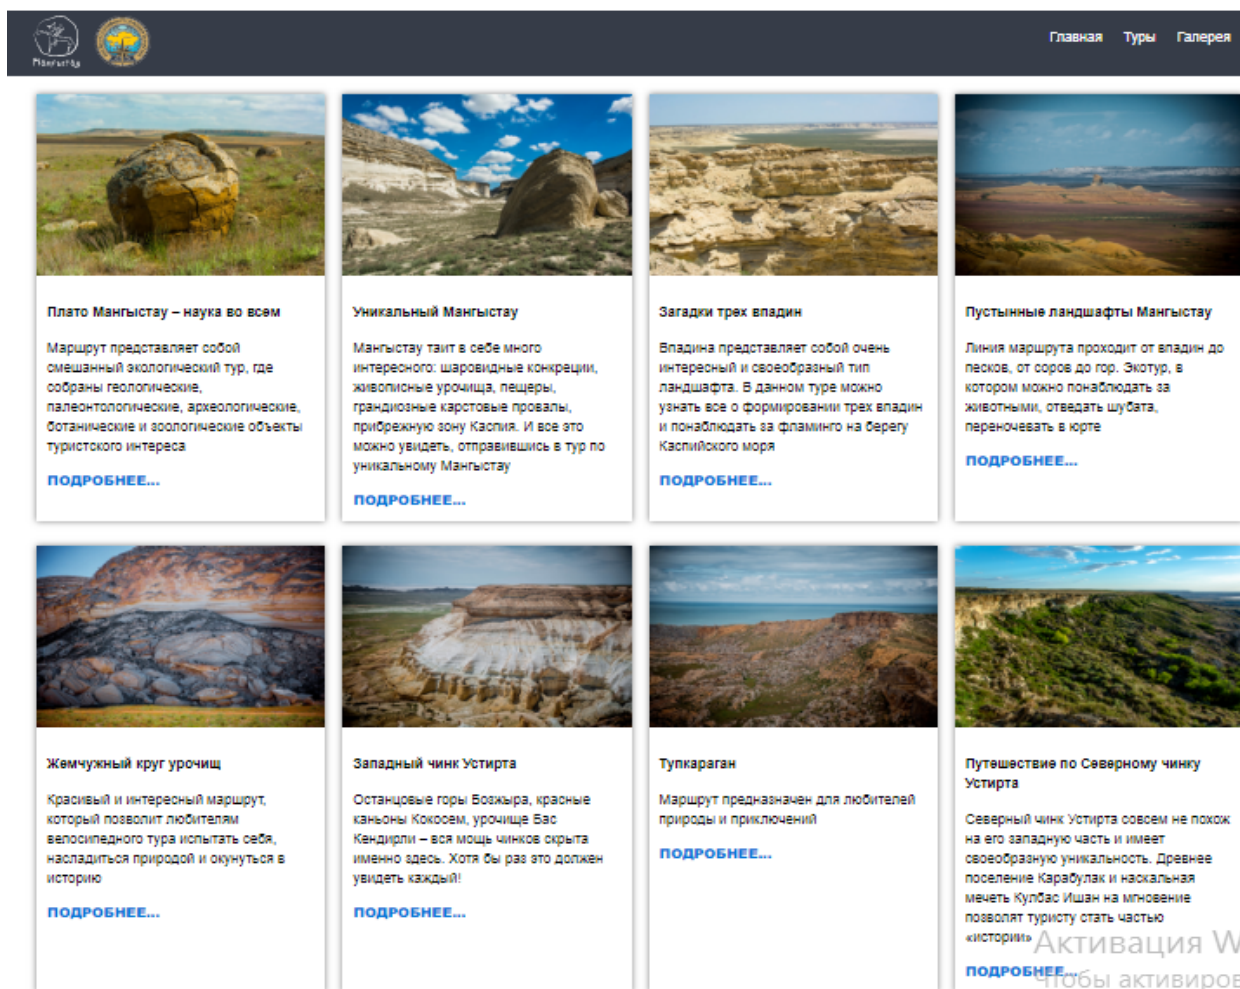 Мангыстау
Главная Туры Галерея
Плато Мангыстау – наука во всем
Маршрут представляет собой
смешанный экологический тур, где
собраны геологические,
палеонтологические, археологические,
ботанические и зоологические объекты
туристского интереса
ПОДРОБНЕЕ...
Уникальный Мангыстау
Мангыстау таит в себе много
интересного: шаровидные конкреции,
живописные урочища, пещеры,
грандиозные карстовые провалы,
прибрежную зону Каспия. И все это
можно увидеть, отправившись в тур по
уникальному Мангыстау
ПОДРОБНЕЕ...
Загадки трех впадин
Впадина представляет собой очень
интересный и своеобразный тип
ландшафта. В данном туре можно
узнать все о формировании трех впадин
и понаблюдать за фламинго на берегу
Каспийского моря
ПОДРОБНЕЕ...
Пустынные ландшафты Мангыстау
Линия маршрута проходит от впадин до
песков, от соров до гор. Экотур, в
котором можно понаблюдать за
животными, отведать шубата,
переночевать в юрте
ПОДРОБНЕЕ...
Жемчужный круг урочищ
Красивый и интересный маршрут,
который позволит любителям
велосипедного тура испытать себя,
насладиться природой и окунуться в
историю
ПОДРОБНЕЕ...
Западный чинк Устирта
Останцовые горы Бозжыра, красные
каньоны Кокосем, урочище Бас
Кендирли – вся мощь чинков скрыта
именно здесь. Хотя бы раз это должен
увидеть каждый!
ПОДРОБНЕЕ...
Тупкараган
Маршрут предназначен для любителей
природы и приключений
ПОДРОБНЕЕ...
Путешествие по Северному чинку
Устирта
Северный чинк Устирта совсем не похож
на его западную часть и имеет
своеобразную уникальность. Древнее
поселение Карабулак и наскальная
мечеть Кулбас Ишан на мгновение
позволят туристу стать частью
«истории»
ПОДРОБНЕЕ...
Активация W
Чтобы активиров